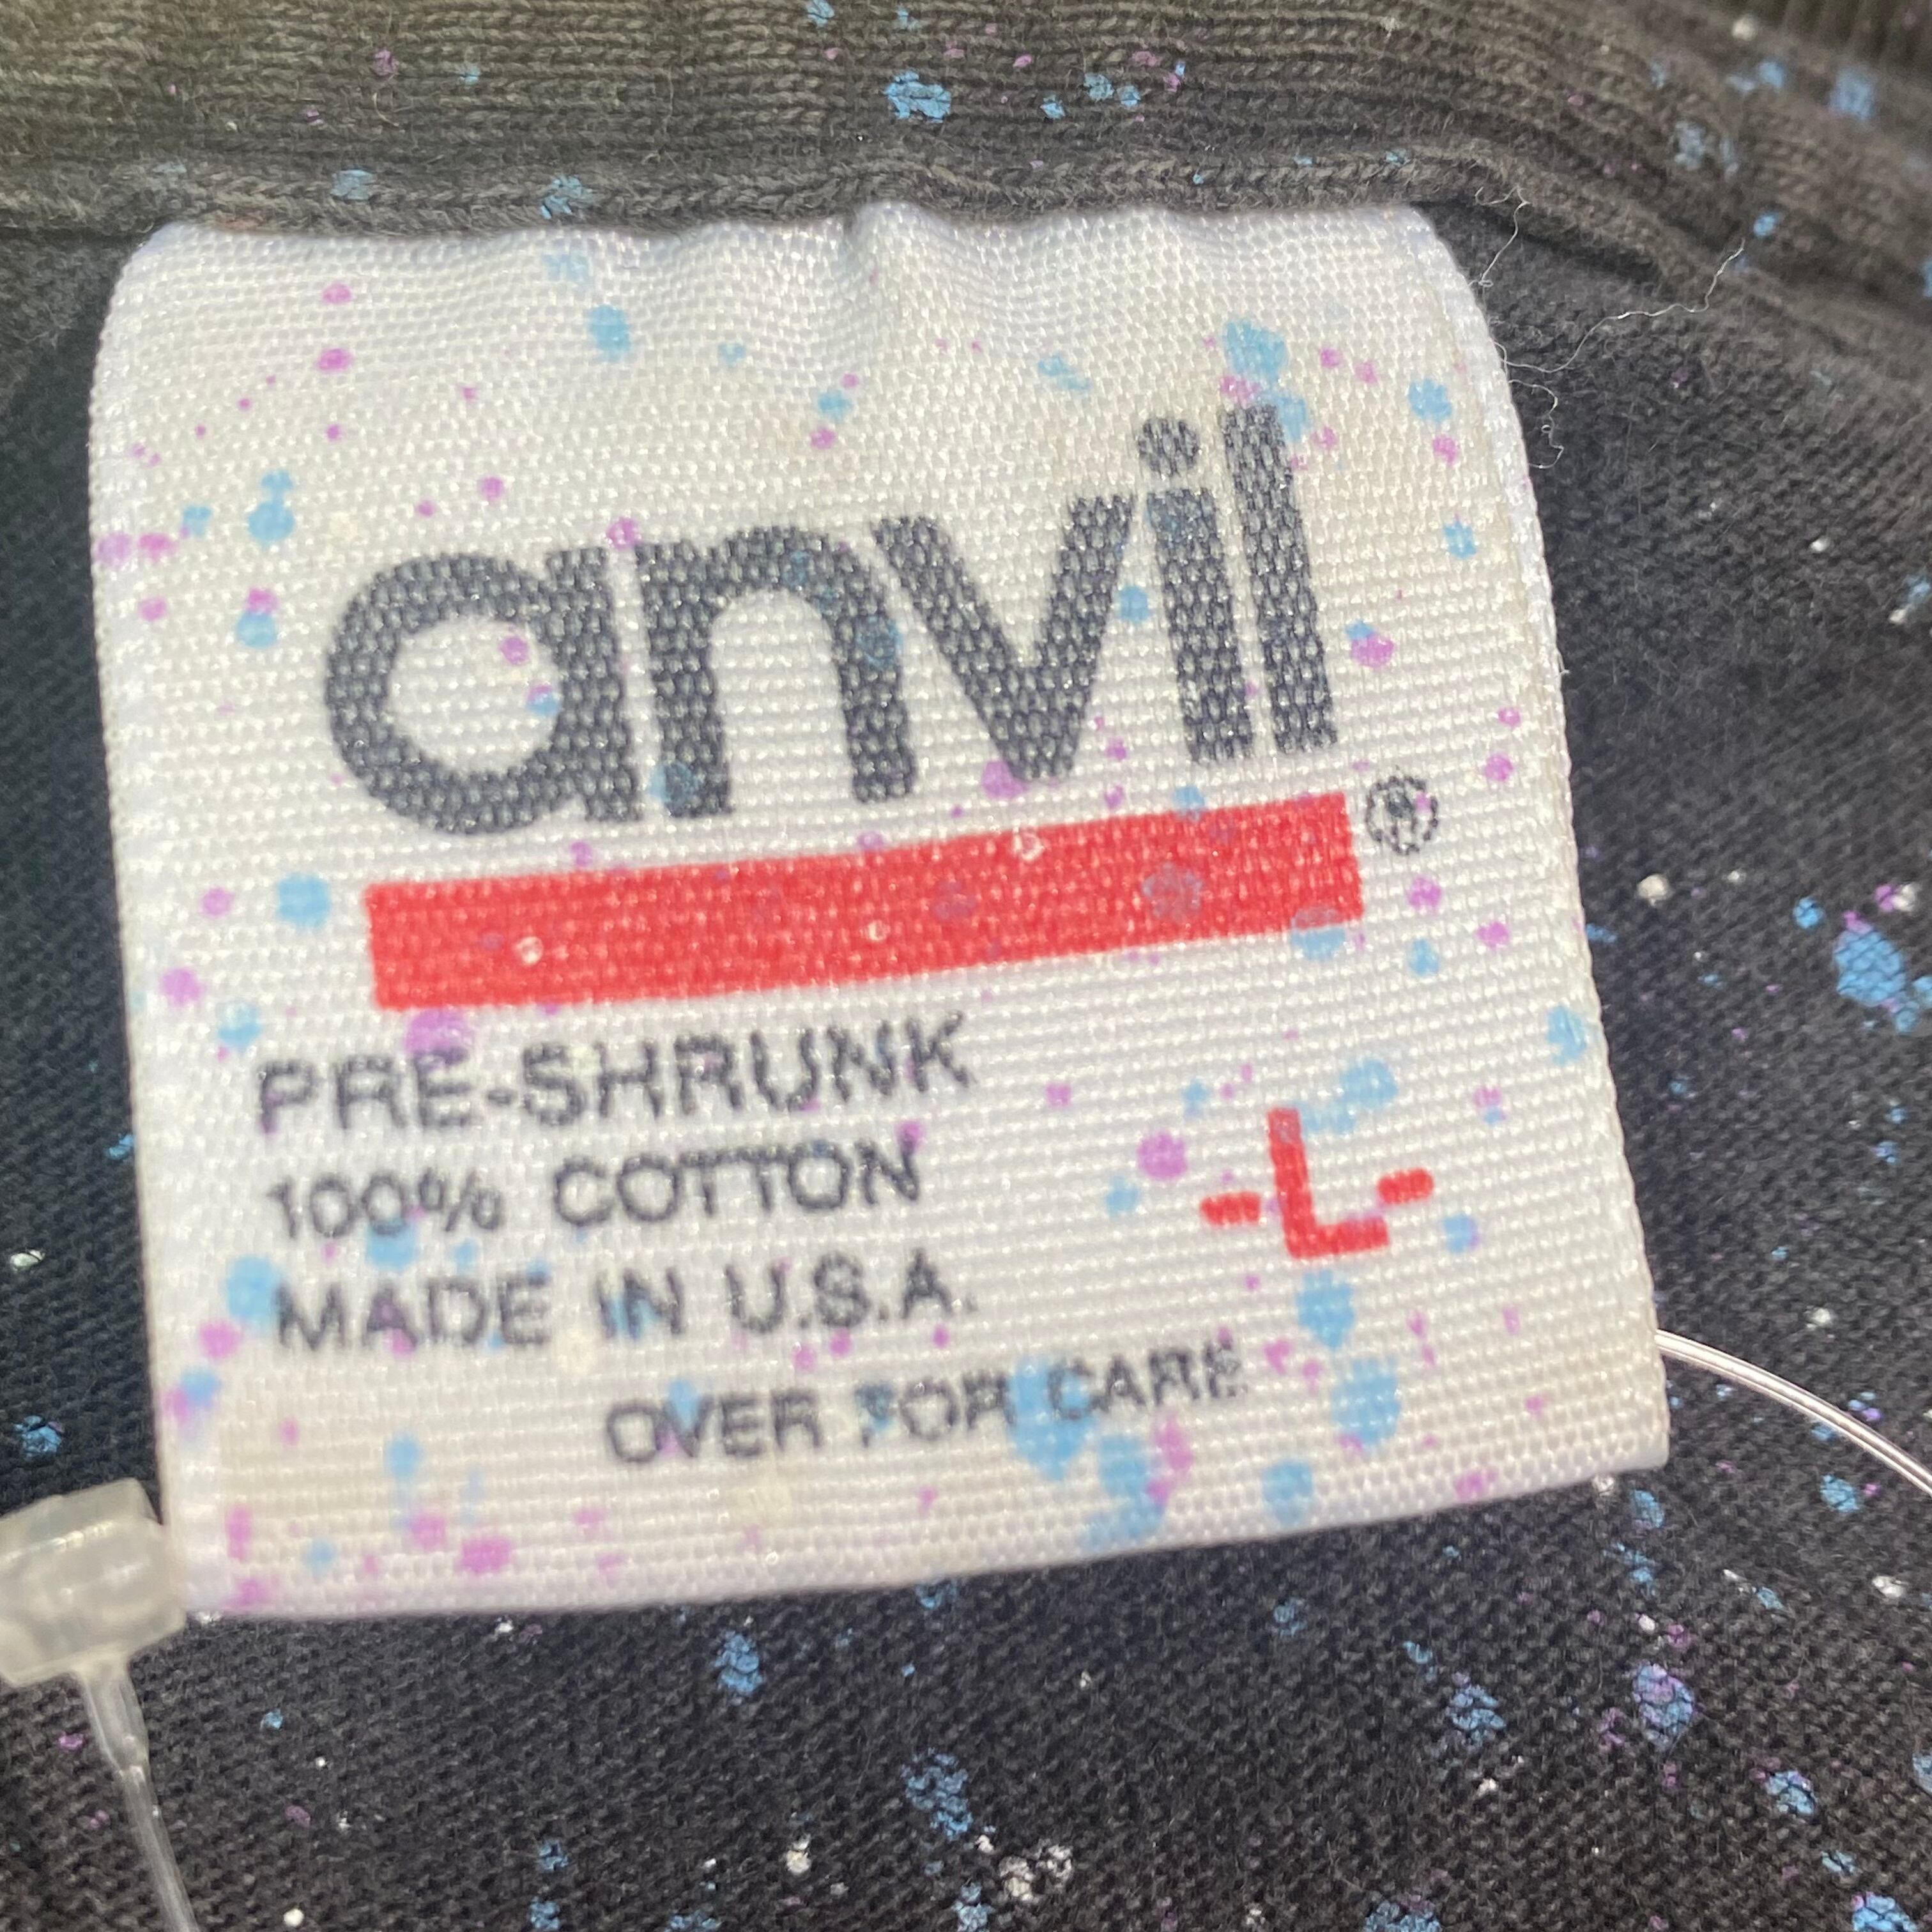 anvil®
PRE-SHRUNK
100% COTTON
-L-
MADE IN U.S.A.
OVER FOR CARE